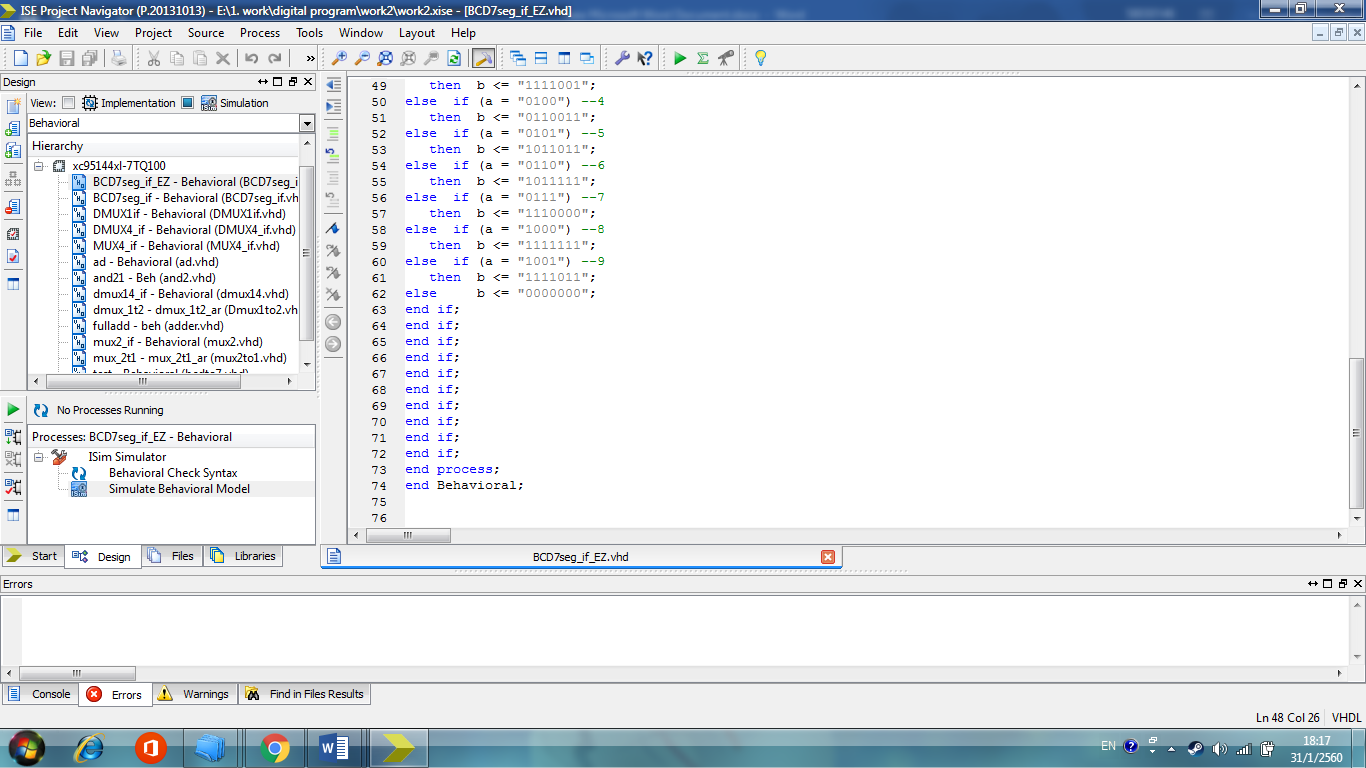 ISE Project Navigator (P.20131013) - E:\1. work\digital program\work2\work2.xise - [BCD7seg_if_EZ.vhd]
File Edit View Project Source Process Tools Window Layout Help
Design
View: Implementation Simulation
Behavioral
Hierarchy
xc95144xl-7TQ100
BCD7seg_if_EZ - Behavioral (BCD7seg_i
BCD7seg_if - Behavioral (BCD7seg_if.vh
DMUX1if - Behavioral (DMUX1if.vhd)
DMUX4_if - Behavioral (DMUX4_if.vhd)
MUX4_if - Behavioral (MUX4_if.vhd)
ad - Behavioral (ad.vhd)
and21 - Beh (and2.vhd)
dmux14_if - Behavioral (dmux14.vhd)
dmux_1t2 - dmux_1t2_ar (Dmux1to2.vh
fulladd - beh (adder.vhd)
mux2_if - Behavioral (mux2.vhd)
mux_2t1 - mux_2t1_ar (mux2to1.vhd)
No Processes Running
Processes: BCD7seg_if_EZ - Behavioral
ISim Simulator
Behavioral Check Syntax
Simulate Behavioral Model
Start Design Files Libraries
49 then b <= "1111001";
50 else if (a = "0100") --4
51 then b <= "0110011";
52 else if (a = "0101") --5
53 then b <= "1011011";
54 else if (a = "0110") --6
55 then b <= "1011111";
56 else if (a = "0111") --7
57 then b <= "1110000";
58 else if (a = "1000") --8
59 then b <= "1111111";
60 else if (a = "1001") --9
61 then b <= "1111011";
62 else b <= "0000000";
63 end if;
64 end if;
65 end if;
66 end if;
67 end if;
68 end if;
69 end if;
70 end if;
71 end if;
72 end if;
73 end process;
74 end Behavioral;
75
76
BCD7seg_if_EZ.vhd
Errors
Console Errors Warnings Find in Files Results
Ln 48 Col 26 VHDL
EN
18:17
31/1/2560